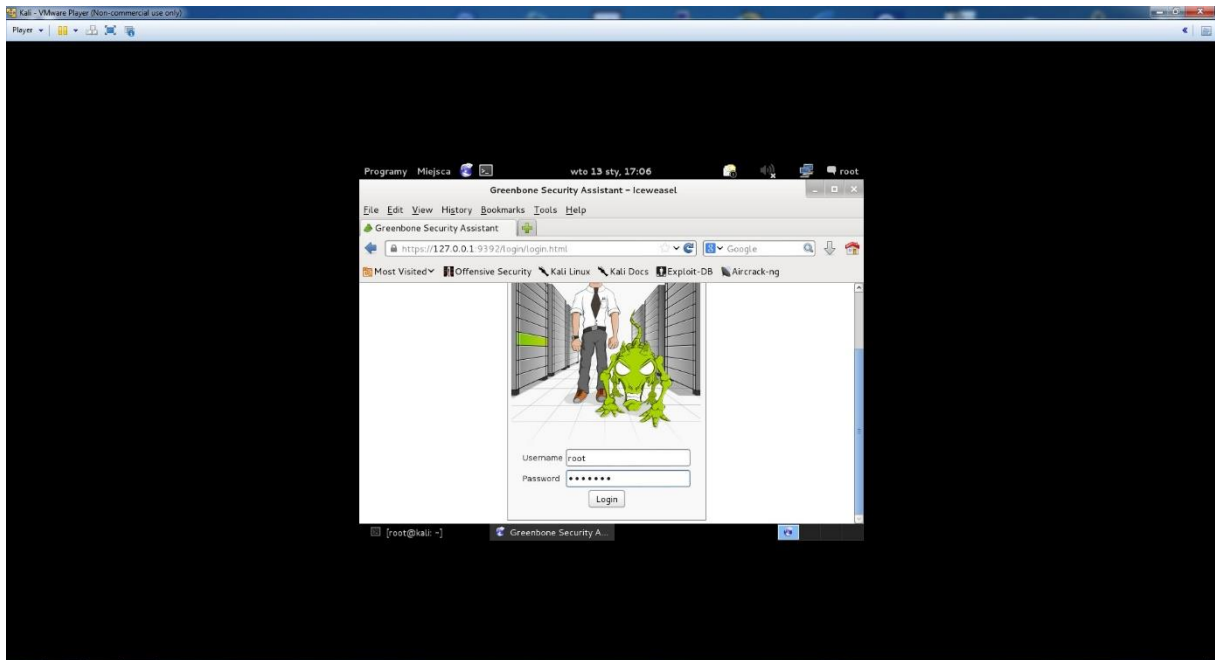 Kali - VMware Player (Non-commercial use only)
Player
Programy Miejsca wto 13 sty, 17:06 root
Greenbone Security Assistant - Iceweasel
File Edit View History Bookmarks Tools Help
Greenbone Security Assistant
https://127.0.0.1:9392/login/login.html Google
Most Visited Offensive Security Kali Linux Kali Docs Exploit-DB Aircrack-ng
Username root
Password •••••••
Login
[root@kali: ~] Greenbone Security A...